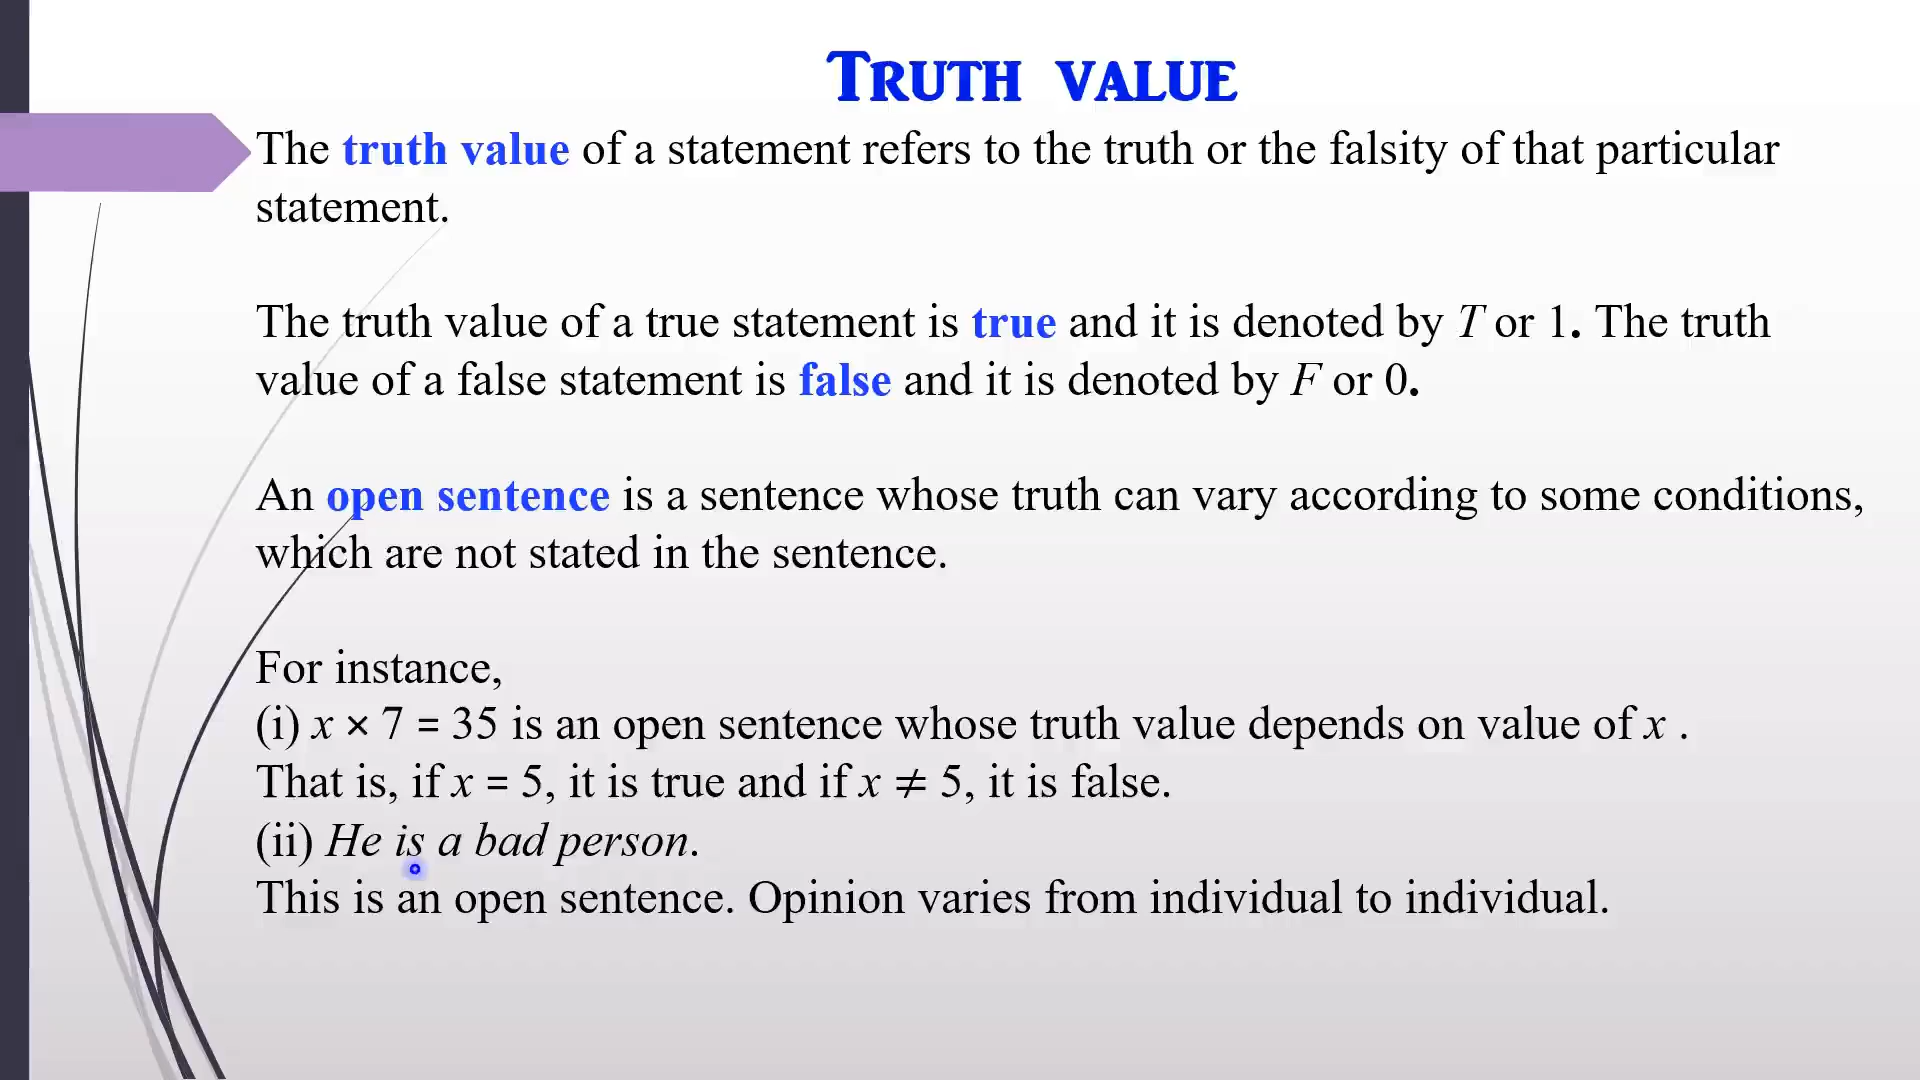 TRUTH VALUE
The truth value of a statement refers to the truth or the falsity of that particular
statement.
The truth value of a true statement is true and it is denoted by T or 1. The truth
value of a false statement is false and it is denoted by F or 0.
An open sentence is a sentence whose truth can vary according to some conditions,
which are not stated in the sentence.
For instance,
(i) x × 7 = 35 is an open sentence whose truth value depends on value of x .
That is, if x = 5, it is true and if x ≠ 5, it is false.
(ii) He is a bad person.
This is an open sentence. Opinion varies from individual to individual.